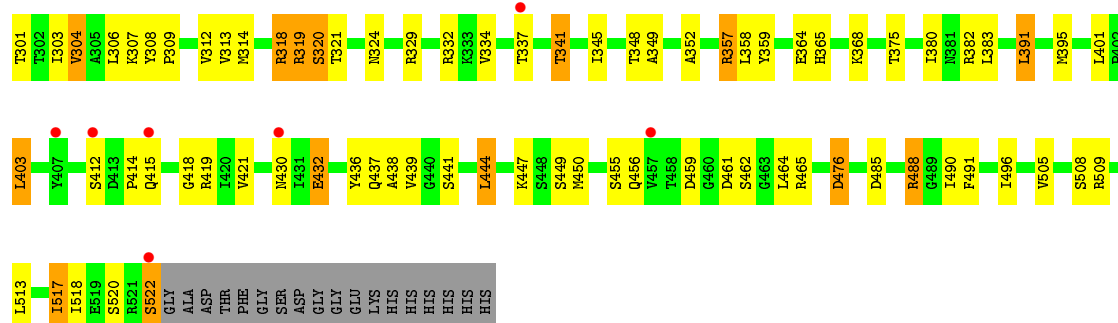 T301 T302 I303 V304 A305 L306 K307 Y308 P309 V312 V313 M314 R318 R319 S320 T321 N324 R329 R332 K333 V334 T337 T341 I345 T348 A349 A352 R357 L358 Y359 E364 H365 K368 T375 I380 N381 R382 L383 L391 M395 L401
L403 Y407 S412 D413 P414 Q415 G418 R419 I420 V421 N430 I431 E432 Y436 Q437 A438 V439 G440 S441 L444 K447 S448 S449 M450 S455 Q456 V457 T458 D459 G460 D461 S462 G463 L464 R465 D476 D485 R488 G489 I490 F491 I496 V505 S508 R509
L513 I517 I518 E519 S520 R521 S522 GLY ALA ASP THR PHE GLY SER ASP GLY GLY GLU LYS HIS HIS HIS HIS HIS